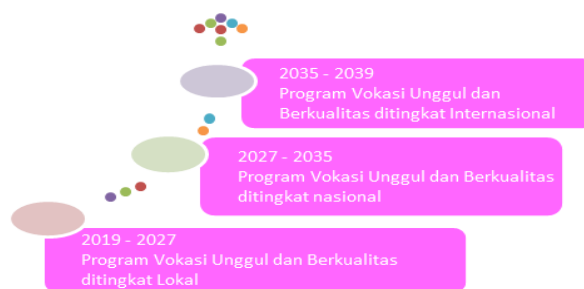 2035 - 2039
Program Vokasi Unggul dan
Berkualitas ditingkat Internasional
2027 - 2035
Program Vokasi Unggul dan Berkualitas
ditingkat nasional
2019 - 2027
Program Vokasi Unggul dan Berkualitas
ditingkat Lokal